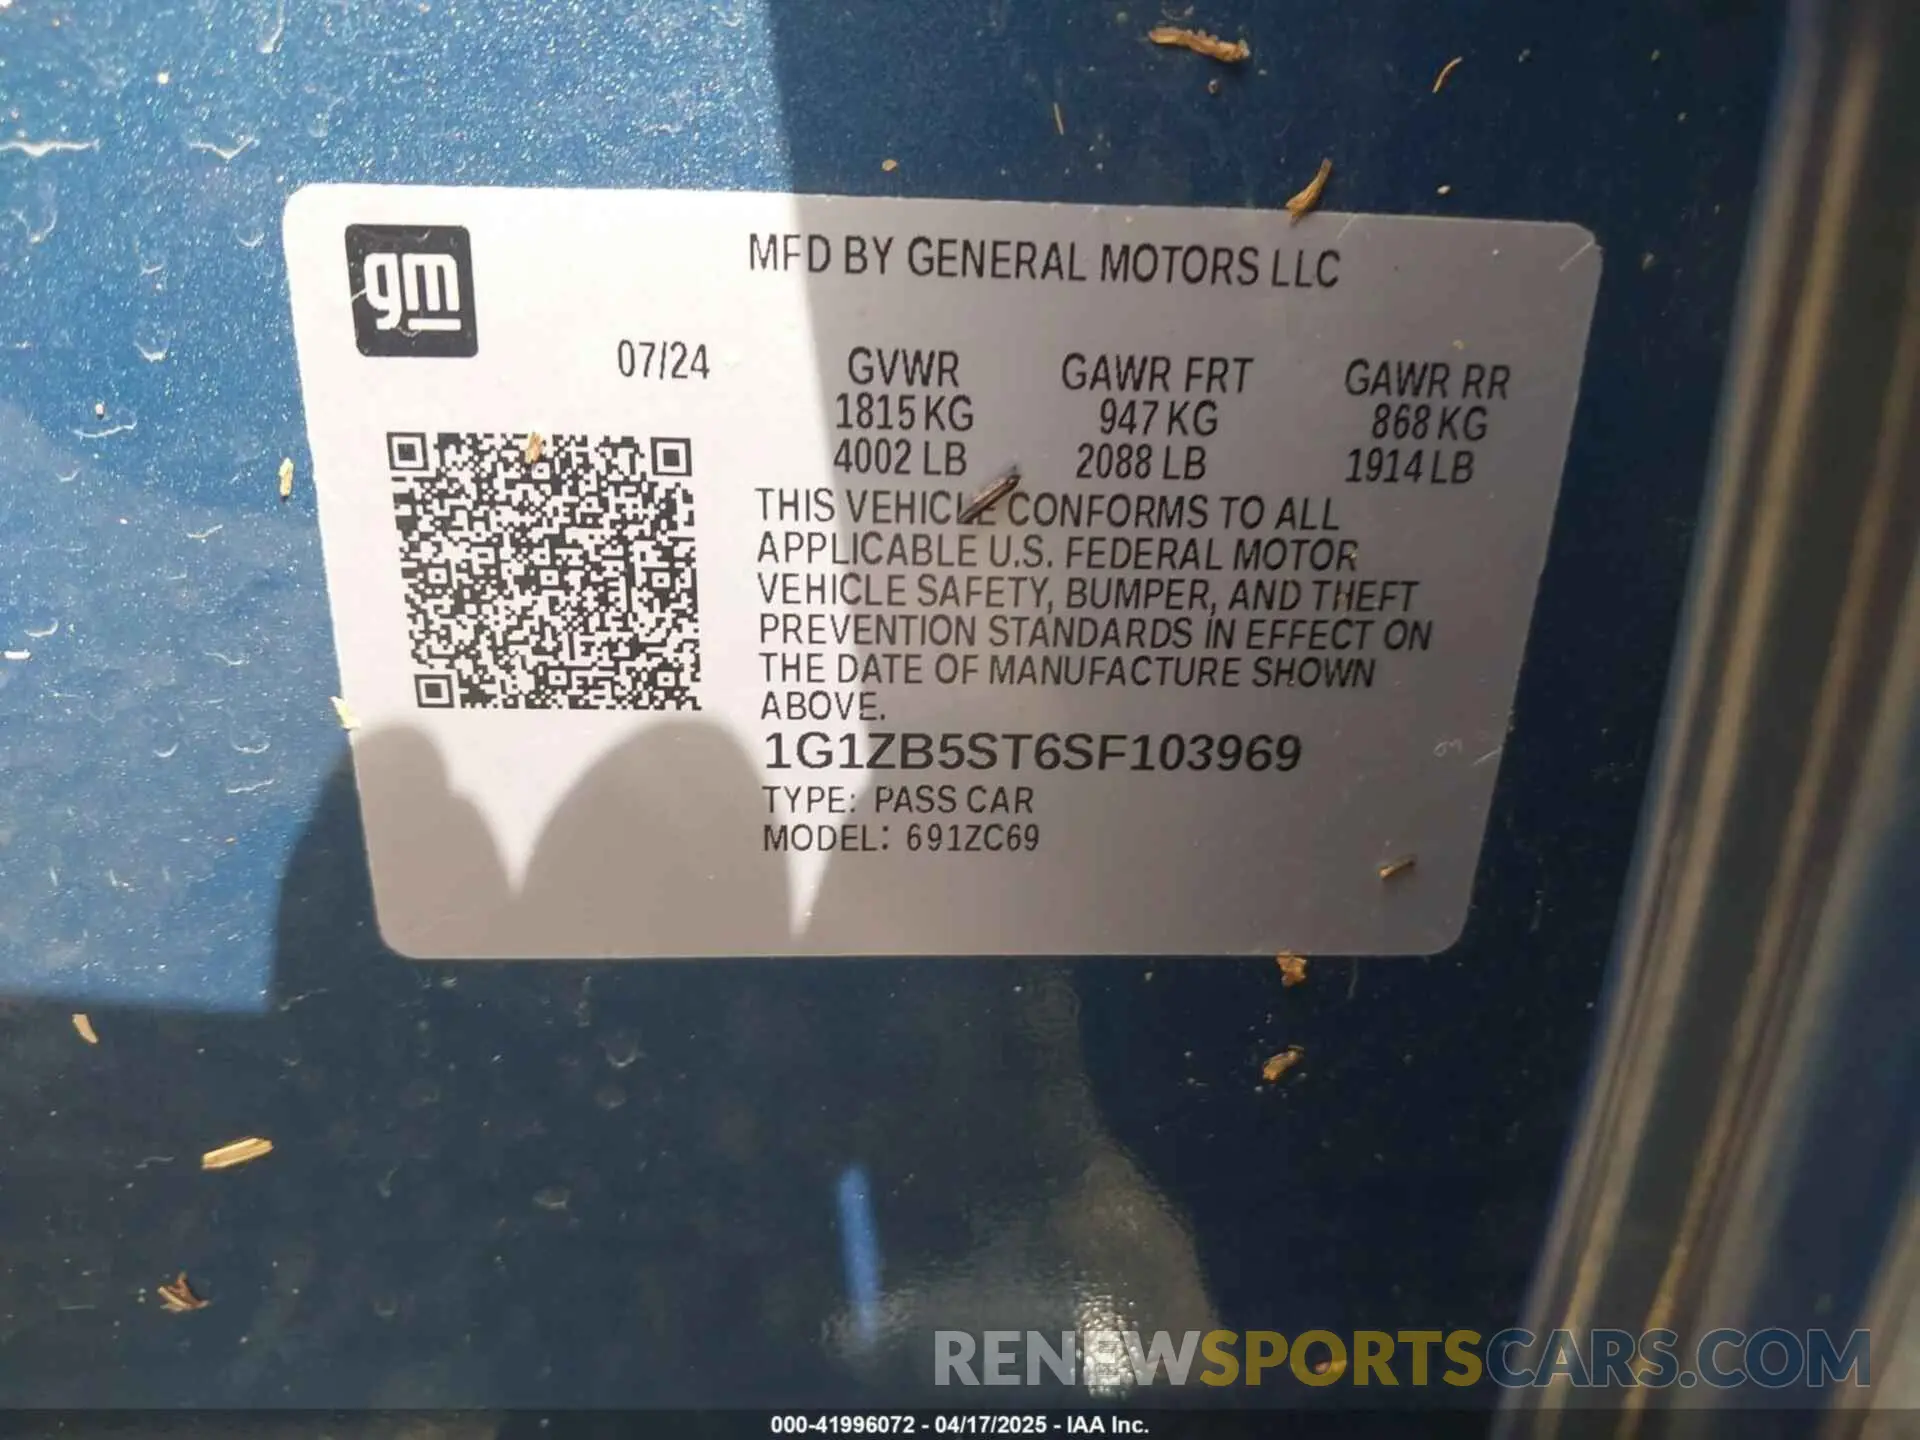 gm
MFD BY GENERAL MOTORS LLC
07/24
GVWR GAWR FRT GAWR RR
1815 KG 947 KG 868 KG
4002 LB 2088 LB 1914 LB
THIS VEHICLE CONFORMS TO ALL
APPLICABLE U.S. FEDERAL MOTOR
VEHICLE SAFETY, BUMPER, AND THEFT
PREVENTION STANDARDS IN EFFECT ON
THE DATE OF MANUFACTURE SHOWN
ABOVE.
1G1ZB5ST6SF103969
TYPE: PASS CAR
MODEL: 691ZC69
RENEWSPORTSCARS.COM
000-41996072 - 04/17/2025 - IAA Inc.